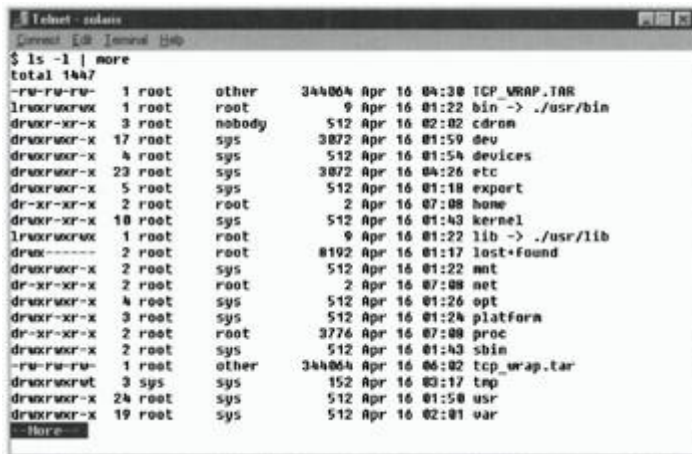 Telnet - solaris
Connect Edit Terminal Help
$ ls -l | more
total 1447
-rw-rw-rw- 1 root other 344064 Apr 16 04:30 TCP_WRAP.TAR
lrwxrwxrwx 1 root root 9 Apr 16 01:22 bin -> ./usr/bin
drwxr-xr-x 3 root nobody 512 Apr 16 02:02 cdrom
drwxrwxr-x 17 root sys 3072 Apr 16 01:59 dev
drwxrwxr-x 4 root sys 512 Apr 16 01:54 devices
drwxrwxr-x 23 root sys 3072 Apr 16 04:26 etc
drwxrwxr-x 5 root sys 512 Apr 16 01:18 export
dr-xr-xr-x 2 root root 2 Apr 16 07:08 home
drwxr-xr-x 10 root sys 512 Apr 16 01:43 kernel
lrwxrwxrwx 1 root root 9 Apr 16 01:22 lib -> ./usr/lib
drwx------ 2 root root 8192 Apr 16 01:17 lost+found
drwxrwxr-x 2 root sys 512 Apr 16 01:22 mnt
dr-xr-xr-x 2 root root 2 Apr 16 07:08 net
drwxrwxr-x 4 root sys 512 Apr 16 01:26 opt
drwxr-xr-x 3 root sys 512 Apr 16 01:24 platform
dr-xr-xr-x 2 root root 3776 Apr 16 07:08 proc
drwxrwxr-x 2 root sys 512 Apr 16 01:43 sbin
-rw-rw-rw- 1 root other 344064 Apr 16 06:02 tcp_wrap.tar
drwxrwxrwt 3 sys sys 152 Apr 16 03:17 tmp
drwxrwxr-x 24 root sys 512 Apr 16 01:50 usr
drwxrwxr-x 19 root sys 512 Apr 16 02:01 var
--More--